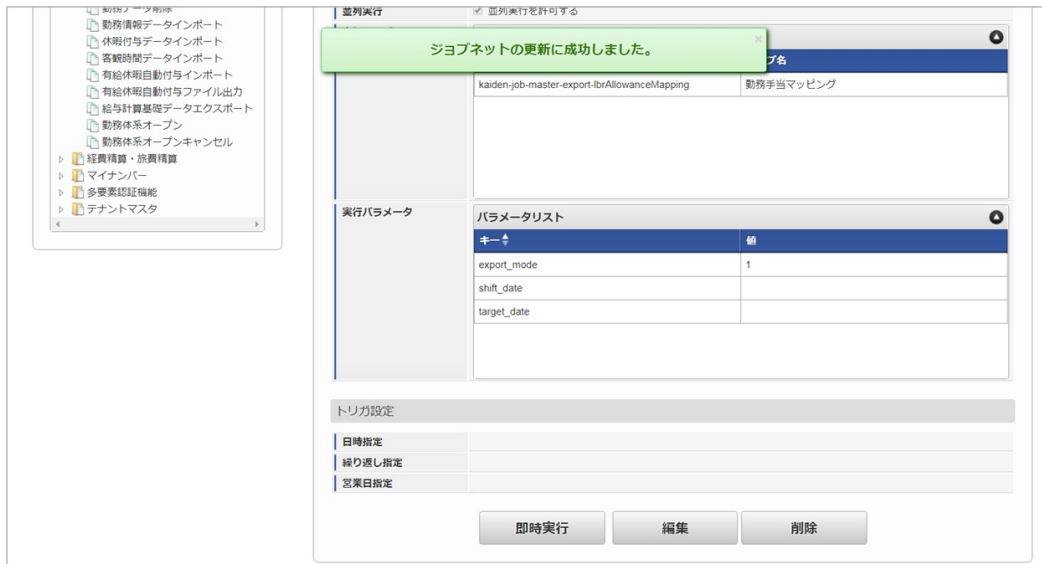 勤務データ削除
勤務情報データインポート
休暇付与データインポート
客観時間データインポート
有給休暇自動付与インポート
有給休暇自動付与ファイル出力
給与計算基礎データエクスポート
勤務体系オープン
勤務体系オープンキャンセル
経費精算・旅費精算
マイナンバー
多要素認証機能
テナントマスタ
並列実行
並列実行を許可する
ジョブネットの更新に成功しました。
ブ名
kaiden-job-master-export-lbrAllowanceMapping
勤務手当マッピング
実行パラメータ
パラメータリスト
キー
値
export_mode
1
shift_date
target_date
トリガ設定
日時指定
繰り返し指定
営業日指定
即時実行
編集
削除